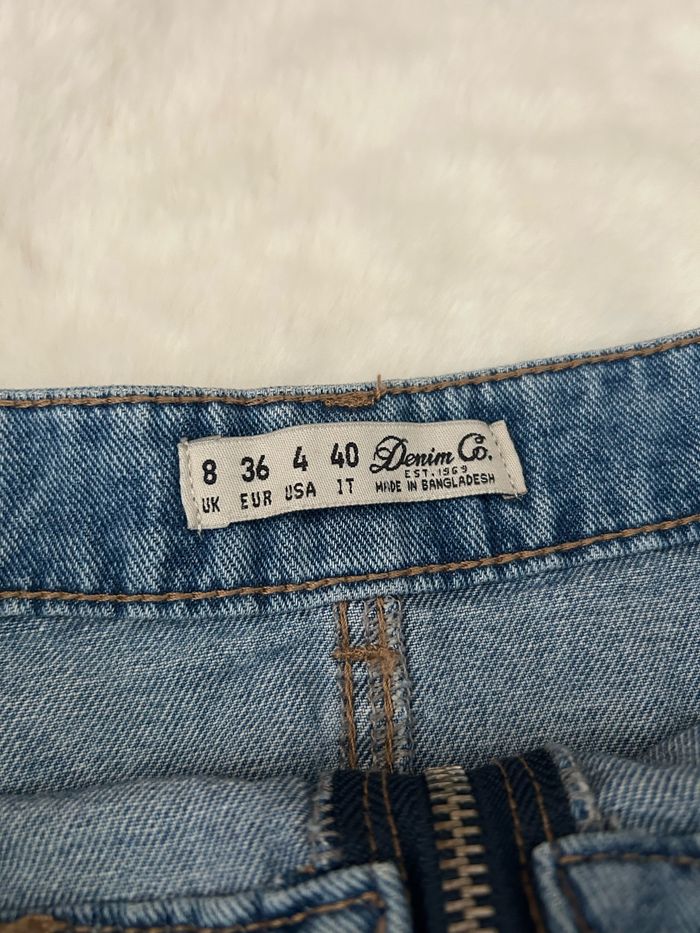 8 36 4 40 Denim Co.
EST. 1969
UK EUR USA IT MADE IN BANGLADESH